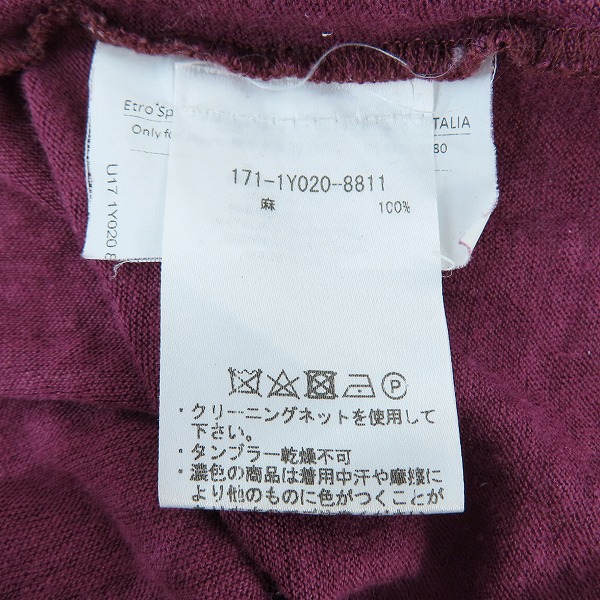 Etro Sp
Only fo
ITALIA
80
U17 1Y020 8
171-1Y020-8811
麻 100%
P
・クリーニングネットを使用して
下さい。
・タンブラー乾燥不可
・濃色の商品は着用中汗や摩擦に
より他のものに色がつくことが